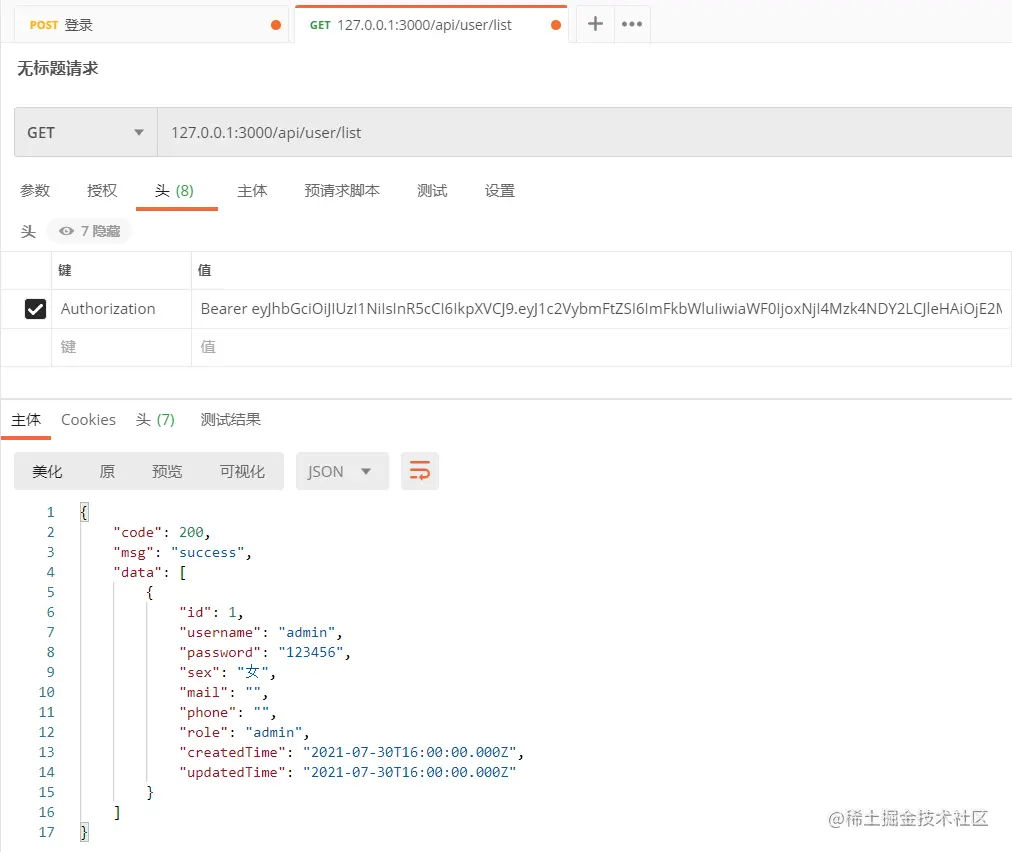 POST 登录
GET 127.0.0.1:3000/api/user/list
无标题请求
GET 127.0.0.1:3000/api/user/list
参数 授权 头 (8) 主体 预请求脚本 测试 设置
头 7 隐藏
键 值
Authorization Bearer eyJhbGciOiJIUzI1NiIsInR5cCI6IkpXVCJ9.eyJ1c2VybmFtZSI6ImFkbWluIiwiaWF0IjoxNjI4Mzk4NDY2LCJleHAiOjE2M
键 值
主体 Cookies 头 (7) 测试结果
美化 原 预览 可视化 JSON
1 {
2 "code": 200,
3 "msg": "success",
4 "data": [
5 {
6 "id": 1,
7 "username": "admin",
8 "password": "123456",
9 "sex": "女",
10 "mail": "",
11 "phone": "",
12 "role": "admin",
13 "createdTime": "2021-07-30T16:00:00.000Z",
14 "updatedTime": "2021-07-30T16:00:00.000Z"
15 }
16 ]
17 }
@稀土掘金技术社区